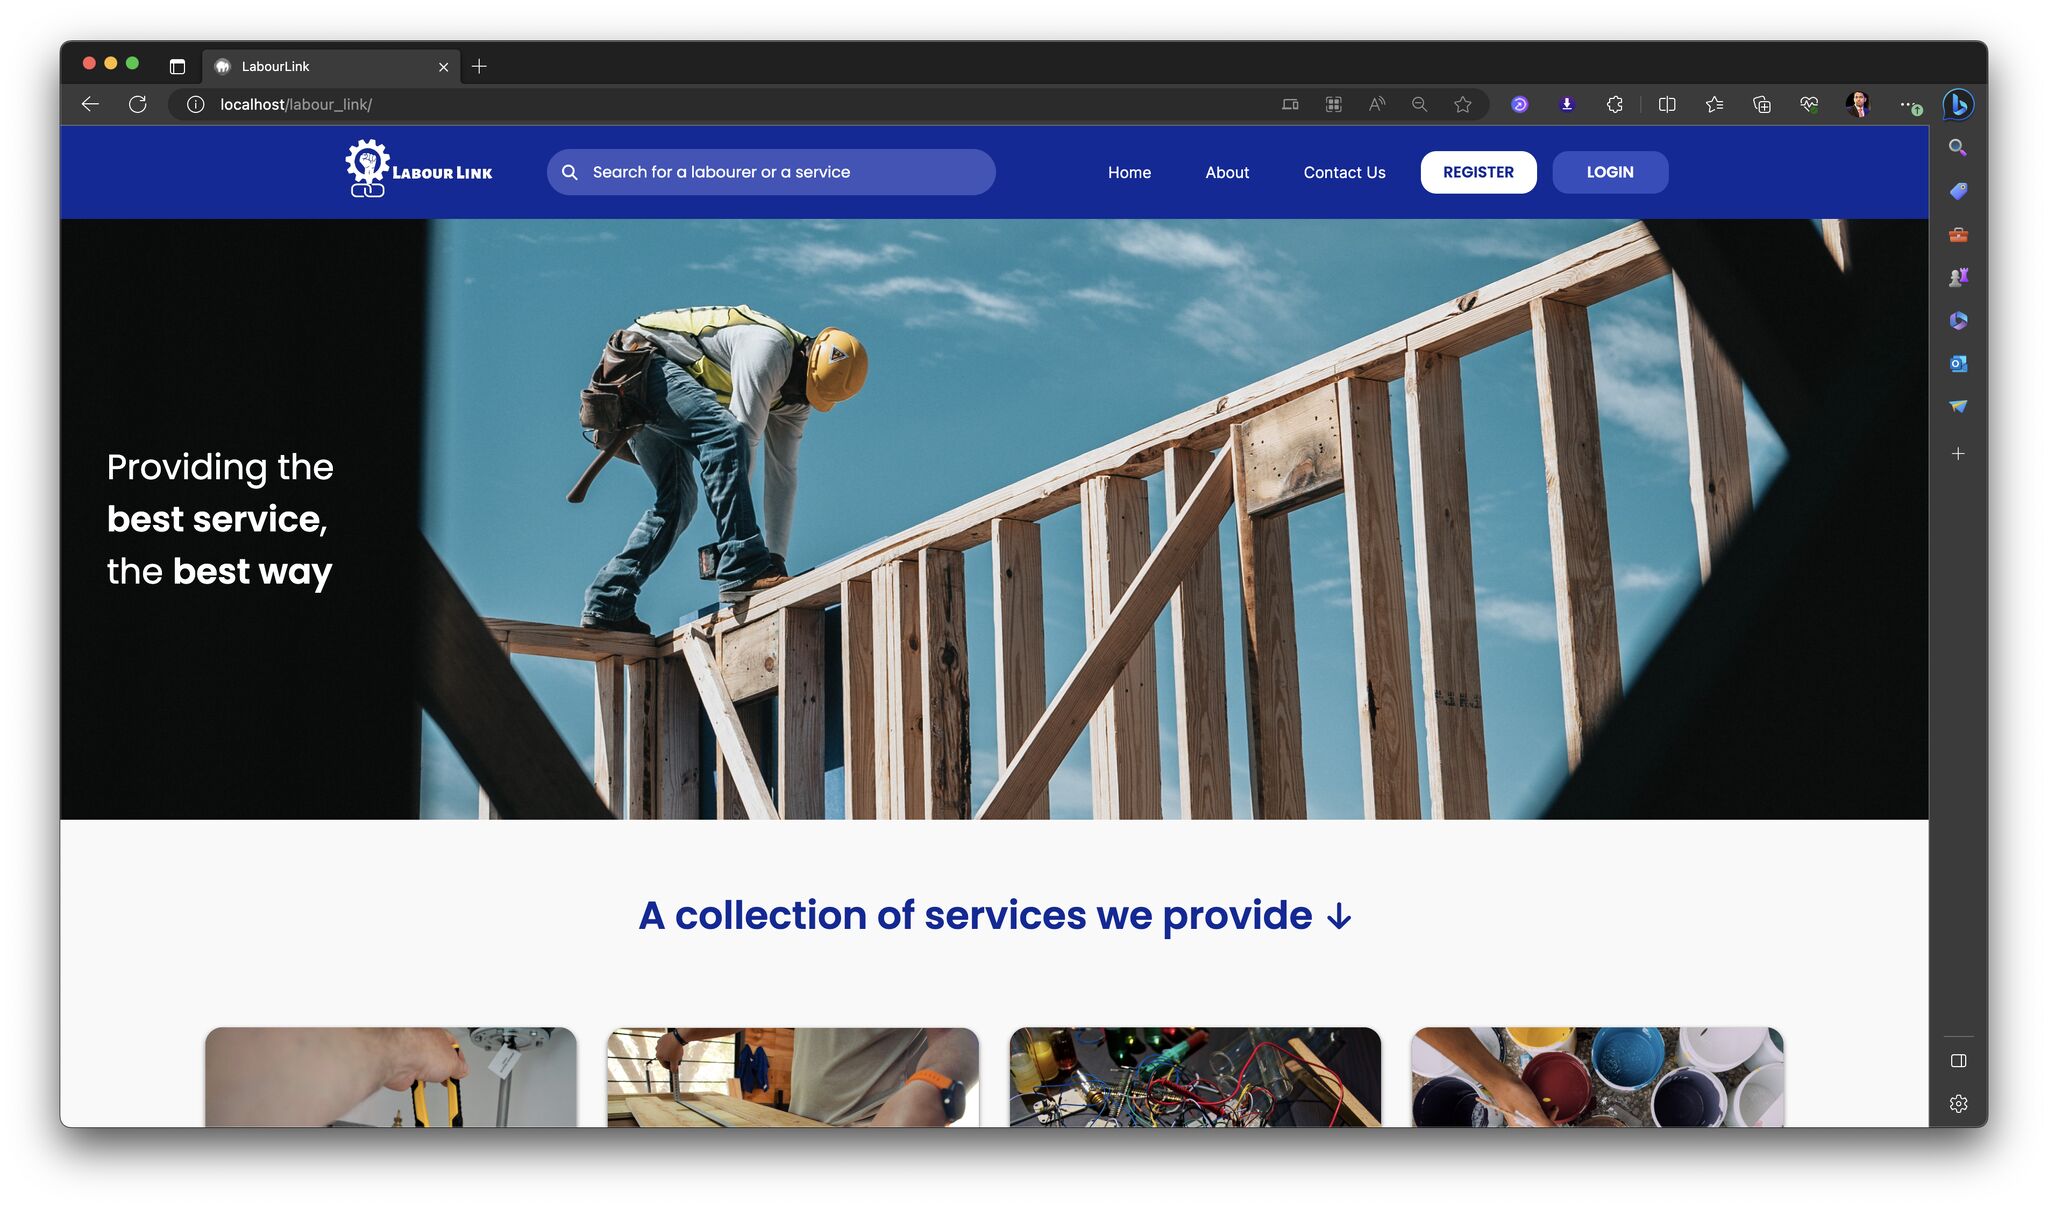 LabourLink
localhost/labour_link/
LABOUR LINK
Search for a labourer or a service
Home
About
Contact Us
REGISTER
LOGIN
Providing the
best service,
the best way
A collection of services we provide ↓